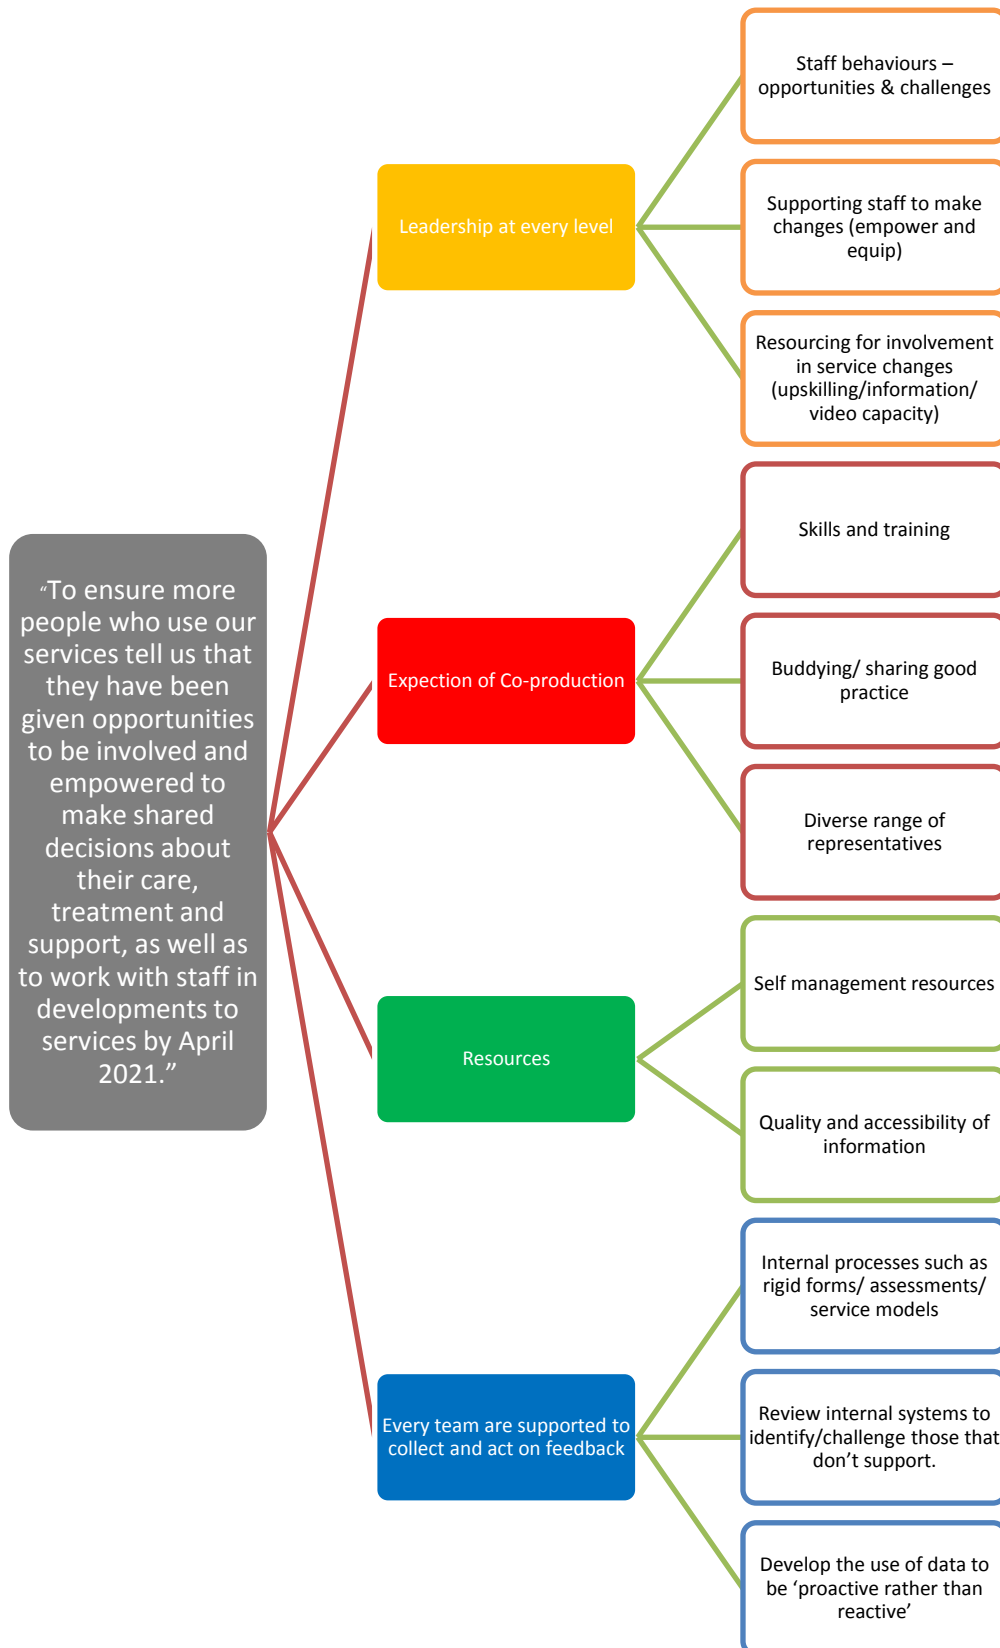 “To ensure more
people who use our
services tell us that
they have been
given opportunities
to be involved and
empowered to
make shared
decisions about
their care,
treatment and
support, as well as
to work with staff in
developments to
services by April
2021.”
Leadership at every level
Staff behaviours –
opportunities & challenges
Supporting staff to make
changes (empower and
equip)
Resourcing for involvement
in service changes
(upskilling/information/
video capacity)
Expection of Co-production
Skills and training
Buddying/ sharing good
practice
Diverse range of
representatives
Resources
Self management resources
Quality and accessibility of
information
Every team are supported to
collect and act on feedback
Internal processes such as
rigid forms/ assessments/
service models
Review internal systems to
identify/challenge those that
don’t support.
Develop the use of data to
be ‘proactive rather than
reactive’